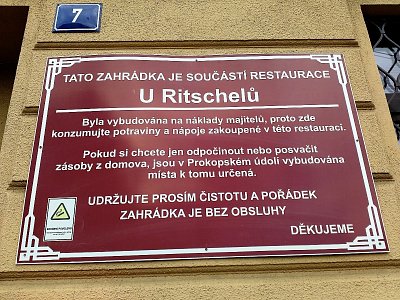 7
TATO ZAHRÁDKA JE SOUČÁSTÍ RESTAURACE
U Ritschelů
Byla vybudována na náklady majitelů, proto zde
konzumujte potraviny a nápoje zakoupené v této restauraci.
Pokud si chcete jen odpočinout nebo posvačit
zásoby z domova, jsou v Prokopském údolí vybudována
místa k tomu určená.
UDRŽUJTE PROSÍM ČISTOTU A POŘÁDEK
ZAHRÁDKA JE BEZ OBSLUHY
DĚKUJEME